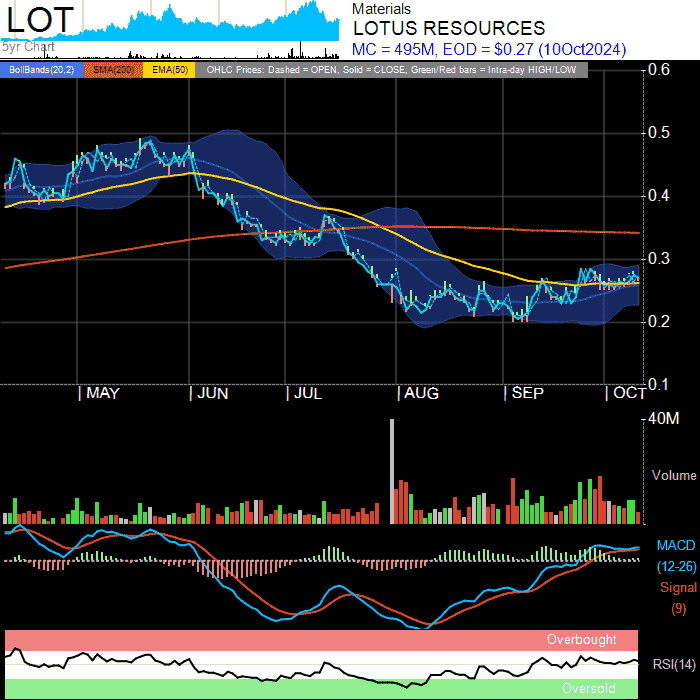 LOT
5yr Chart
Materials
LOTUS RESOURCES
MC = 495M, EOD = $0.27 (10Oct2024)
BollBands(20,2) SMA(200) EMA(50) OHLC Prices: Dashed = OPEN, Solid = CLOSE, Green/Red bars = Intra-day HIGH/LOW
0.6
0.5
0.4
0.3
0.2
0.1
| MAY | JUN | JUL | AUG | SEP | OCT
40M
Volume
MACD
(12-26)
Signal
(9)
Overbought
RSI(14)
Oversold